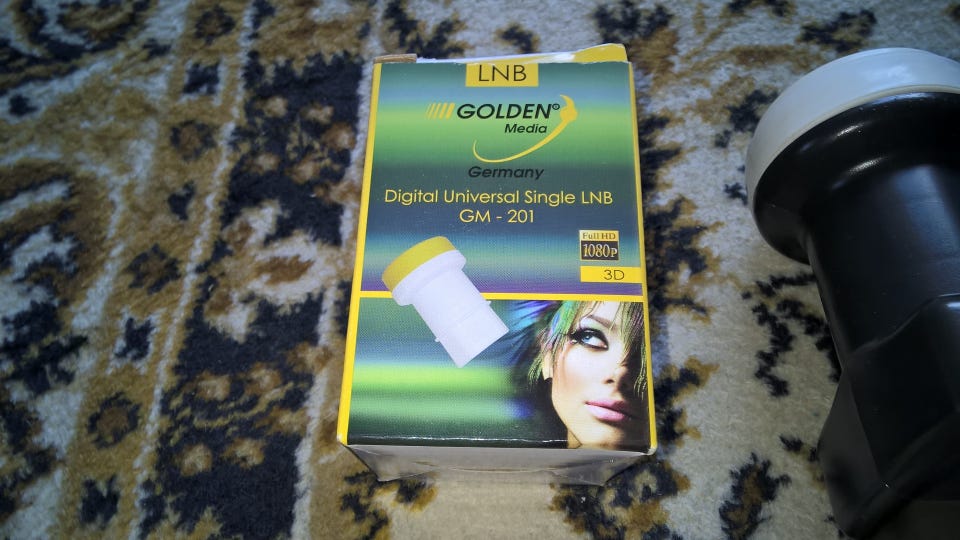 LNB
GOLDEN®
Media
Germany
Digital Universal Single LNB
GM - 201
Full HD
1080p
3D